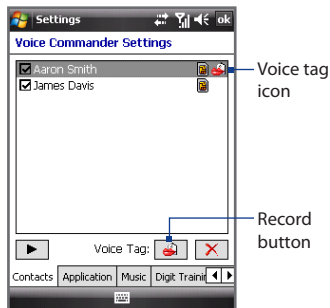 Settings ok
Voice Commander Settings
Aaron Smith
James Davis
Voice tag
icon
Record
button
Voice Tag:
Contacts Application Music Digit Trainin